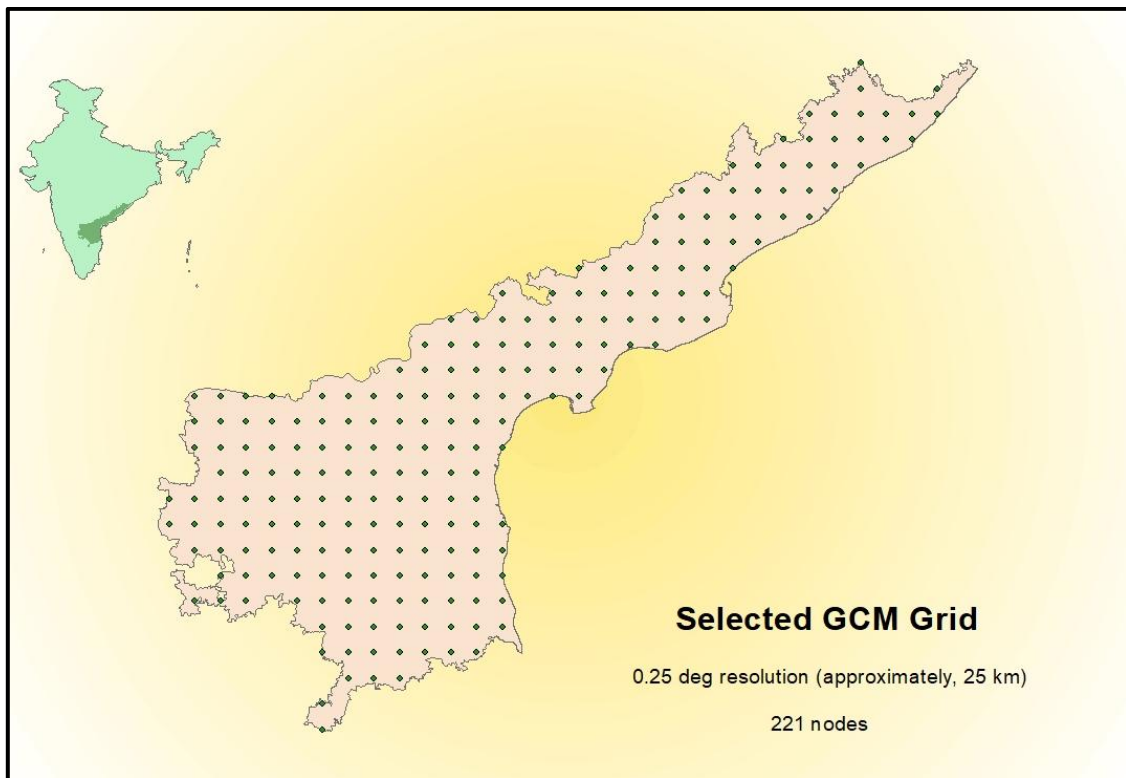 Selected GCM Grid
0.25 deg resolution (approximately, 25 km)
221 nodes